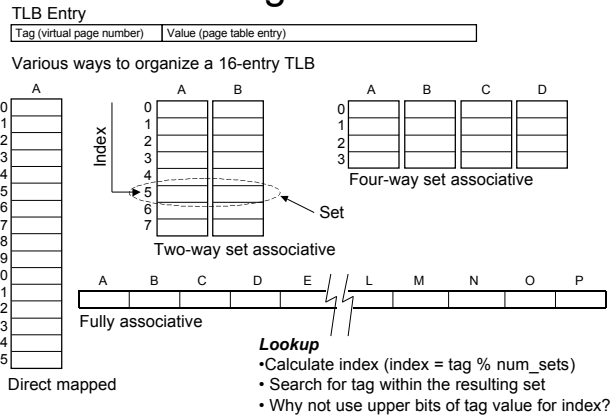 TLB Entry
Tag (virtual page number) Value (page table entry)
Various ways to organize a 16-entry TLB
A
0
1
2
3
4
5
6
7
8
9
0
1
2
3
4
5
Direct mapped
Index
A B
0
1
2
3
4
5
6
7
Set
Two-way set associative
A B C D
0
1
2
3
Four-way set associative
A B C D E L M N O P
Fully associative
Lookup
•Calculate index (index = tag % num_sets)
• Search for tag within the resulting set
• Why not use upper bits of tag value for index?